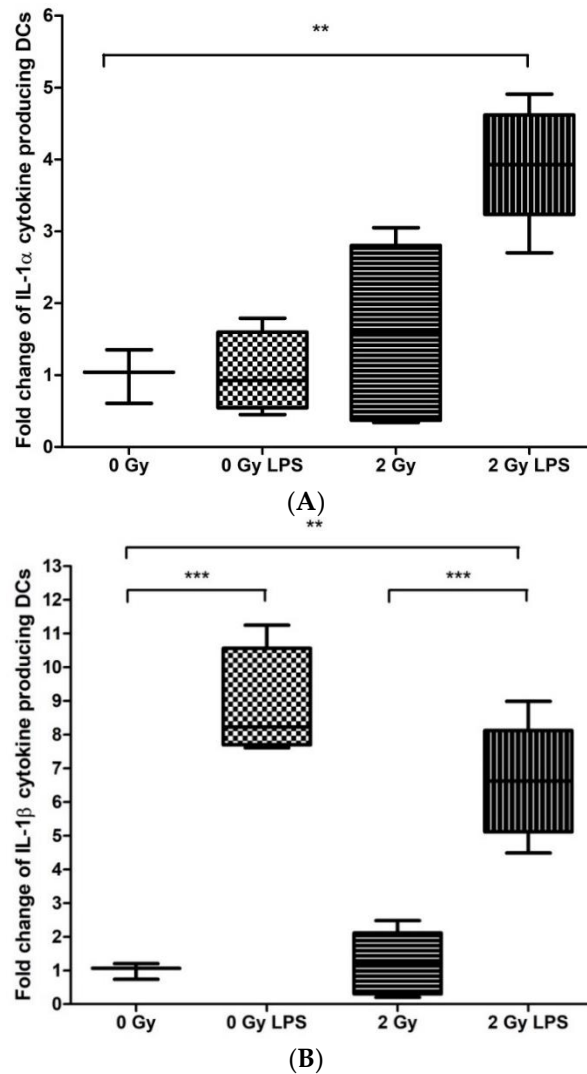 Fold change of IL-1α cytokine producing DCs
6
5
4
3
2
1
0
**
0 Gy
0 Gy LPS
2 Gy
2 Gy LPS
(A)
Fold change of IL-1β cytokine producing DCs
13
12
11
10
9
8
7
6
5
4
3
2
1
0
**
***
***
0 Gy
0 Gy LPS
2 Gy
2 Gy LPS
(B)